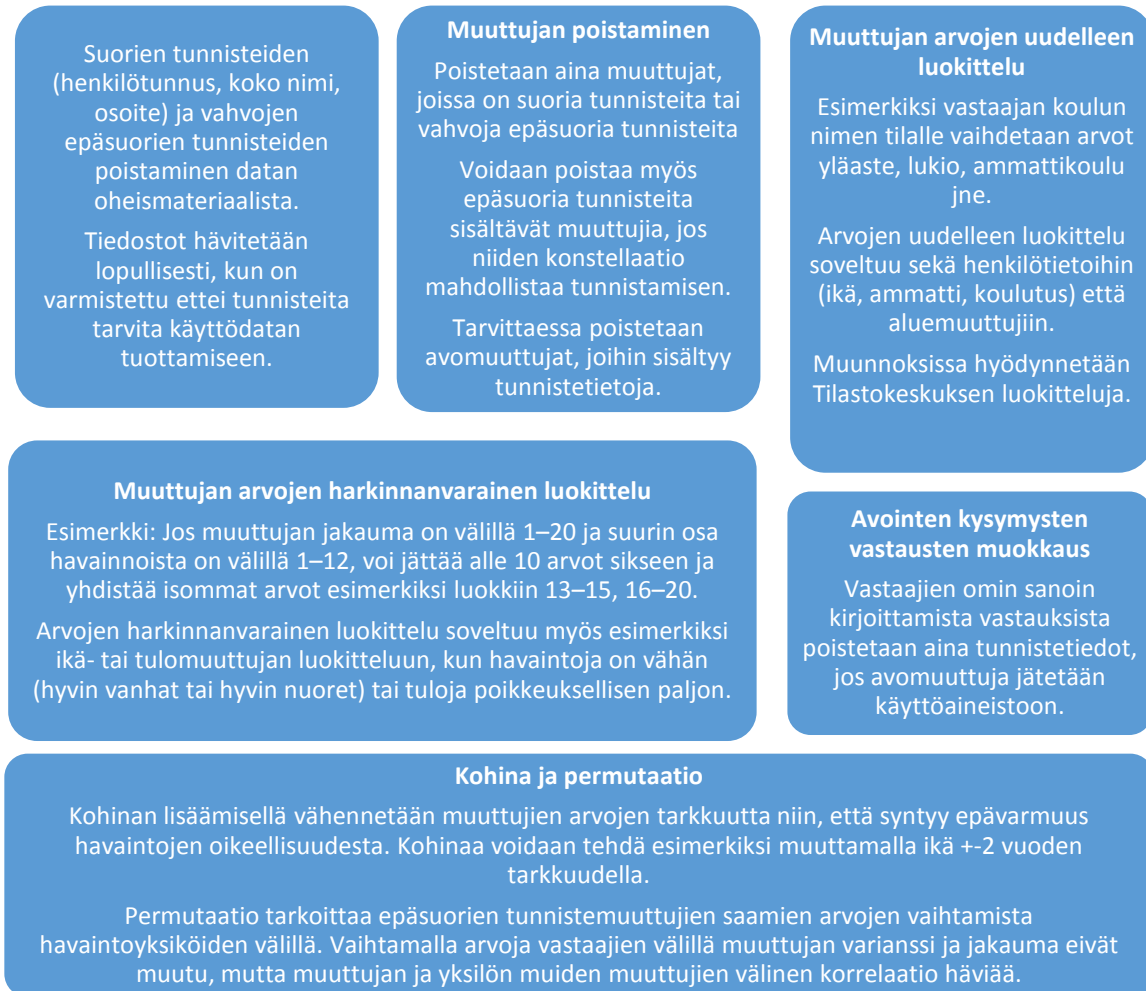 Suorien tunnisteiden
(henkilötunnus, koko nimi,
osoite) ja vahvojen
epäsuorien tunnisteiden
poistaminen datan
oheismateriaalista.
Tiedostot hävitetään
lopullisesti, kun on
varmistettu ettei tunnisteita
tarvita käyttödatan
tuottamiseen.
Muuttujan poistaminen
Poistetaan aina muuttujat,
joissa on suoria tunnisteita tai
vahvoja epäsuoria tunnisteita
Voidaan poistaa myös
epäsuoria tunnisteita
sisältävät muuttujia, jos
niiden konstellaatio
mahdollistaa tunnistamisen.
Tarvittaessa poistetaan
avomuuttujat, joihin sisältyy
tunnistetietoja.
Muuttujan arvojen uudelleen
luokittelu
Esimerkiksi vastaajan koulun
nimen tilalle vaihdetaan arvot
yläaste, lukio, ammattikoulu
jne.
Arvojen uudelleen luokittelu
soveltuu sekä henkilötietoihin
(ikä, ammatti, koulutus) että
aluemuuttujiin.
Muunnoksissa hyödynnetään
Tilastokeskuksen luokitteluja.
Muuttujan arvojen harkinnanvarainen luokittelu
Esimerkki: Jos muuttujan jakauma on välillä 1–20 ja suurin osa
havainnoista on välillä 1–12, voi jättää alle 10 arvot sikseen ja
yhdistää isommat arvot esimerkiksi luokkiin 13–15, 16–20.
Arvojen harkinnanvarainen luokittelu soveltuu myös esimerkiksi
ikä- tai tulomuuttujan luokitteluun, kun havaintoja on vähän
(hyvin vanhat tai hyvin nuoret) tai tuloja poikkeuksellisen paljon.
Avointen kysymysten
vastausten muokkaus
Vastaajien omin sanoin
kirjoittamista vastauksista
poistetaan aina tunnistetiedot,
jos avomuuttuja jätetään
käyttöaineistoon.
Kohina ja permutaatio
Kohinan lisäämisellä vähennetään muuttujien arvojen tarkkuutta niin, että syntyy epävarmuus
havaintojen oikeellisuudesta. Kohinaa voidaan tehdä esimerkiksi muuttamalla ikä +-2 vuoden
tarkkuudella.
Permutaatio tarkoittaa epäsuorien tunnistemuuttujien saamien arvojen vaihtamista
havaintoyksiköiden välillä. Vaihtamalla arvoja vastaajien välillä muuttujan varianssi ja jakauma eivät
muutu, mutta muuttujan ja yksilön muiden muuttujien välinen korrelaatio häviää.